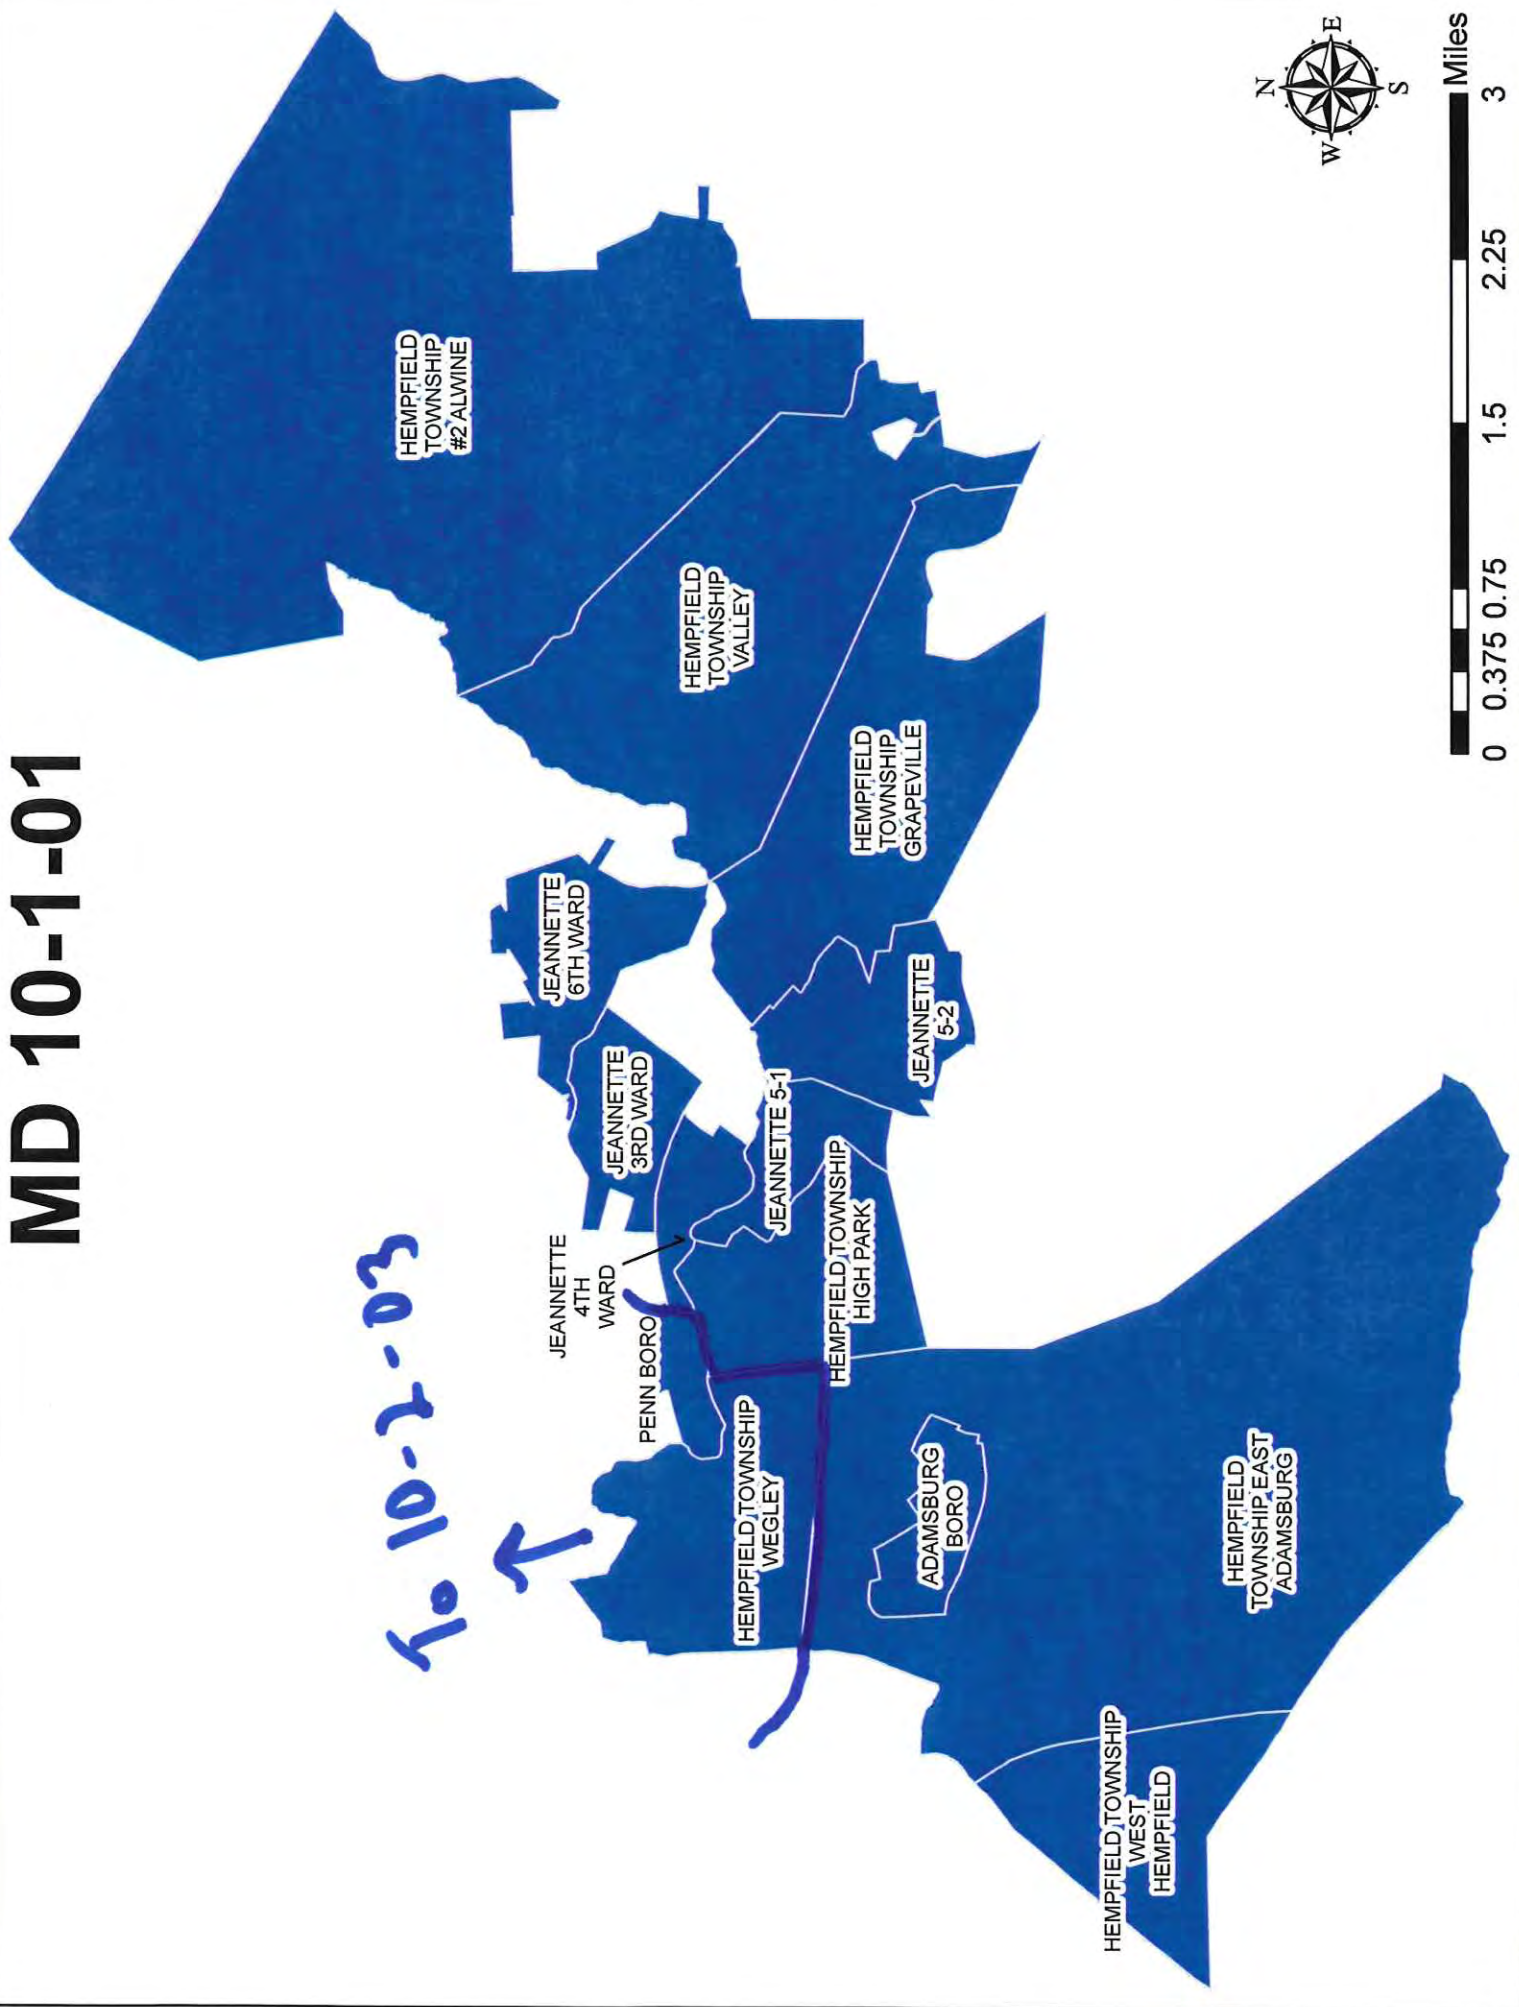 MD 10-1-01
To 10-2-03
HEMPFIELD
TOWNSHIP
#2 ALWINE
HEMPFIELD
TOWNSHIP
VALLEY
HEMPFIELD
TOWNSHIP
GRAPEVILLE
JEANNETTE
6TH WARD
JEANNETTE
3RD WARD
JEANNETTE
5-2
JEANNETTE 5-1
JEANNETTE
4TH
WARD
PENN BORO
HEMPFIELD TOWNSHIP
HIGH PARK
HEMPFIELD TOWNSHIP
WEGLEY
ADAMSBURG
BORO
HEMPFIELD
TOWNSHIP EAST
ADAMSBURG
HEMPFIELD TOWNSHIP
WEST
HEMPFIELD
N
W E
S
Miles
0 0.375 0.75 1.5 2.25 3